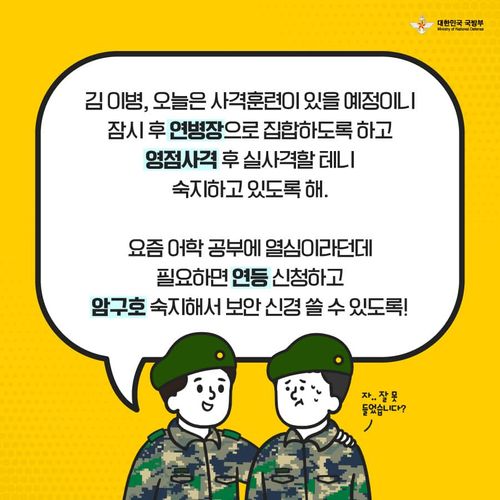 대한민국 국방부
Ministry of National Defense
김 이병, 오늘은 사격훈련이 있을 예정이니
잠시 후 연병장으로 집합하도록 하고
영점사격 후 실사격할 테니
숙지하고 있도록 해.
요즘 어학 공부에 열심이라던데
필요하면 연등 신청하고
암구호 숙지해서 보안 신경 쓸 수 있도록!
자.. 잘 못
들었습니다?